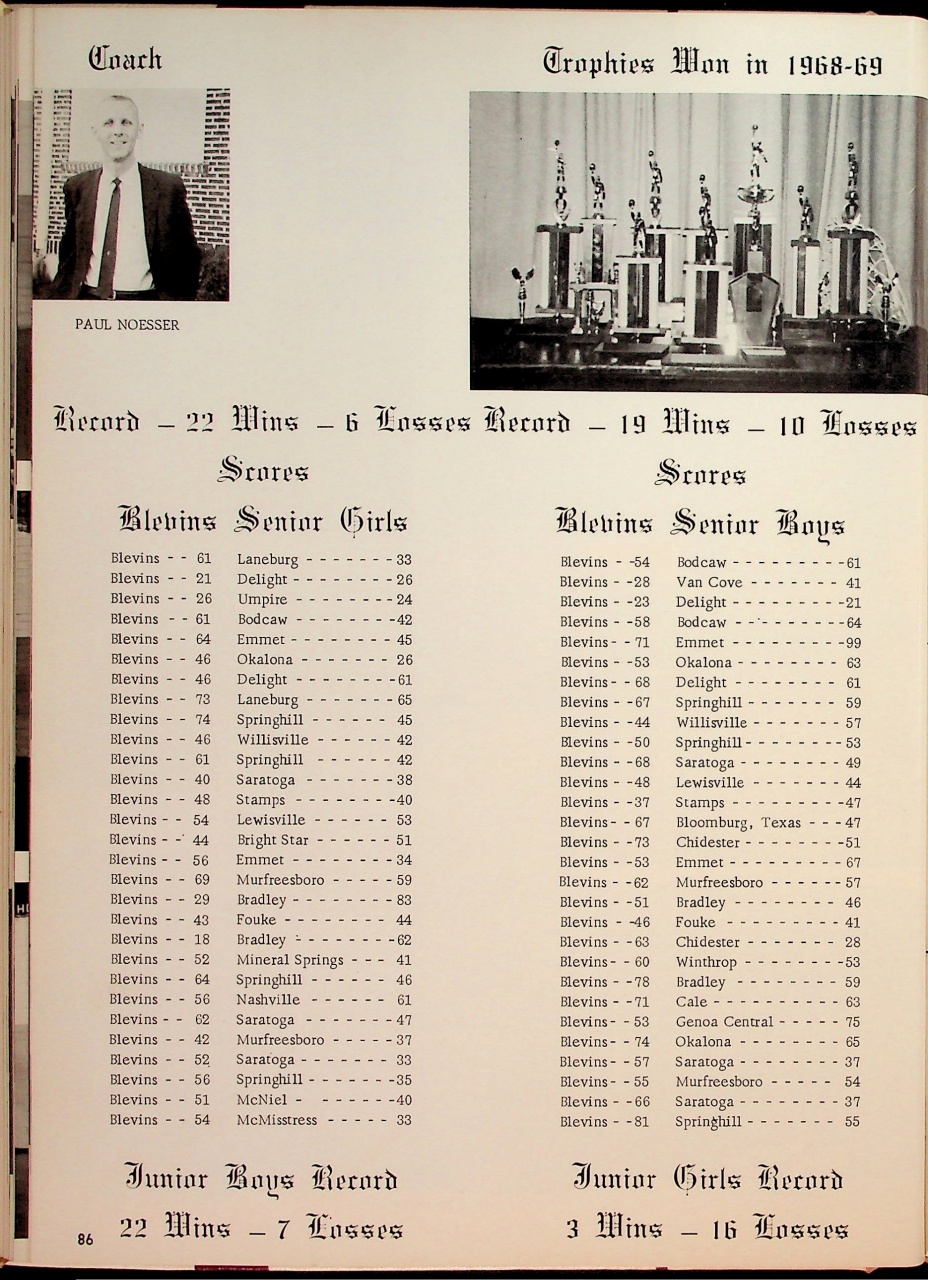 Coach
Trophies Won in 1968-69
PAUL NOESSER
Record - 22 Wins - 6 Losses
Record - 19 Wins - 10 Losses
Scores
Blevins Senior Girls
Blevins - - 61 Laneburg - - - - - - - 33
Blevins - - 21 Delight - - - - - - - - 26
Blevins - - 26 Umpire - - - - - - - - 24
Blevins - - 61 Bodcaw - - - - - - - -42
Blevins - - 64 Emmet - - - - - - - - 45
Blevins - - 46 Okalona - - - - - - - 26
Blevins - - 46 Delight - - - - - - - -61
Blevins - - 73 Laneburg - - - - - - - 65
Blevins - - 74 Springhill - - - - - - 45
Blevins - - 46 Willisville - - - - - - 42
Blevins - - 61 Springhill - - - - - - 42
Blevins - - 40 Saratoga - - - - - - - 38
Blevins - - 48 Stamps - - - - - - - -40
Blevins - - 54 Lewisville - - - - - - 53
Blevins - - 44 Bright Star - - - - - - 51
Blevins - - 56 Emmet - - - - - - - - 34
Blevins - - 69 Murfreesboro - - - - - 59
Blevins - - 29 Bradley - - - - - - - - 83
Blevins - - 43 Fouke - - - - - - - - 44
Blevins - - 18 Bradley - - - - - - - -62
Blevins - - 52 Mineral Springs - - - 41
Blevins - - 64 Springhill - - - - - - 46
Blevins - - 56 Nashville - - - - - - 61
Blevins - - 62 Saratoga - - - - - - - 47
Blevins - - 42 Murfreesboro - - - - - 37
Blevins - - 52 Saratoga - - - - - - - 33
Blevins - - 56 Springhill - - - - - - -35
Blevins - - 51 McNiel - - - - - - -40
Blevins - - 54 McMisstress - - - - - 33
Scores
Blevins Senior Boys
Blevins - -54 Bodcaw - - - - - - - - -61
Blevins - -28 Van Cove - - - - - - - 41
Blevins - -23 Delight - - - - - - - - -21
Blevins - -58 Bodcaw - - - - - - - - -64
Blevins - - 71 Emmet - - - - - - - - -99
Blevins - -53 Okalona - - - - - - - - 63
Blevins - - 68 Delight - - - - - - - - 61
Blevins - -67 Springhill - - - - - - - 59
Blevins - -44 Willisville - - - - - - - 57
Blevins - -50 Springhill - - - - - - - -53
Blevins - -68 Saratoga - - - - - - - - 49
Blevins - -48 Lewisville - - - - - - - 44
Blevins - -37 Stamps - - - - - - - - -47
Blevins - - 67 Bloomburg, Texas - - -47
Blevins - -73 Chidester - - - - - - - -51
Blevins - -53 Emmet - - - - - - - - 67
Blevins - -62 Murfreesboro - - - - - -57
Blevins - -51 Bradley - - - - - - - - 46
Blevins - -46 Fouke - - - - - - - - 41
Blevins - -63 Chidester - - - - - - - 28
Blevins - - 60 Winthrop - - - - - - - -53
Blevins - -78 Bradley - - - - - - - - 59
Blevins - -71 Cale - - - - - - - - - 63
Blevins - - 53 Genoa Central - - - - - 75
Blevins - -74 Okalona - - - - - - - - 65
Blevins - -57 Saratoga - - - - - - - - 37
Blevins - - 55 Murfreesboro - - - - - 54
Blevins - -66 Saratoga - - - - - - - - 37
Blevins - -81 Springhill - - - - - - - 55
Junior Boys Record
22 Wins - 7 Losses
Junior Girls Record
3 Wins - 16 Losses
86